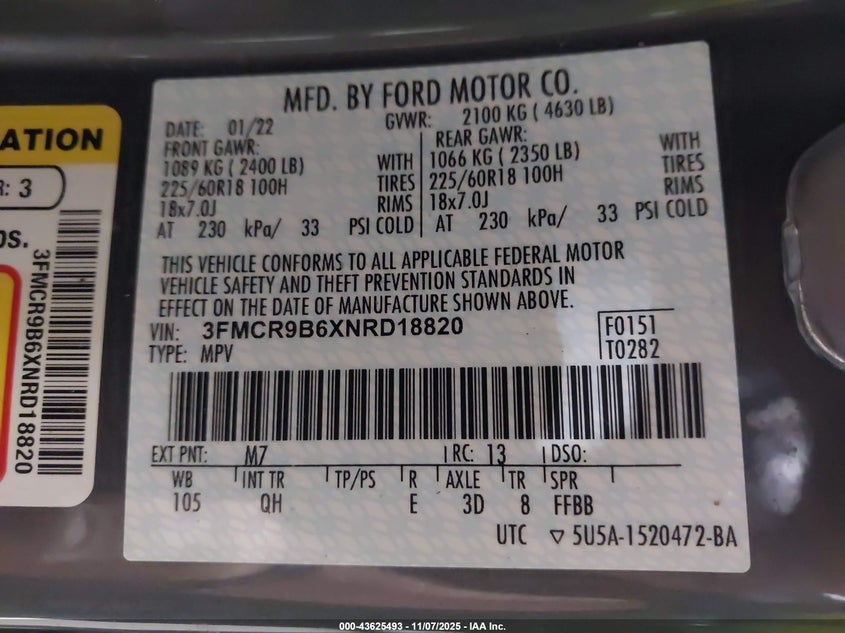 MFD. BY FORD MOTOR CO.
DATE: 01/22
GVWR: 2100 KG ( 4630 LB)
FRONT GAWR:
1089 KG ( 2400 LB)
225/60R18 100H
18x7.0J
WITH
TIRES
RIMS
AT 230 kPa/ 33 PSI COLD
REAR GAWR:
1066 KG ( 2350 LB)
225/60R18 100H
18x7.0J
WITH
TIRES
RIMS
AT 230 kPa/ 33 PSI COLD
THIS VEHICLE CONFORMS TO ALL APPLICABLE FEDERAL MOTOR
VEHICLE SAFETY AND THEFT PREVENTION STANDARDS IN
EFFECT ON THE DATE OF MANUFACTURE SHOWN ABOVE.
VIN: 3FMCR9B6XNRD18820
TYPE: MPV
F0151
T0282
EXT PNT: M7 RC: 13 DSO:
WB INT TR TP/PS R AXLE TR SPR
105 QH E 3D 8 FFBB
UTC ▽ 5U5A-1520472-BA
ATION
R: 3
OS.
3FMCR9B6XNRD18820
000-43625493 - 11/07/2025 - IAA Inc.